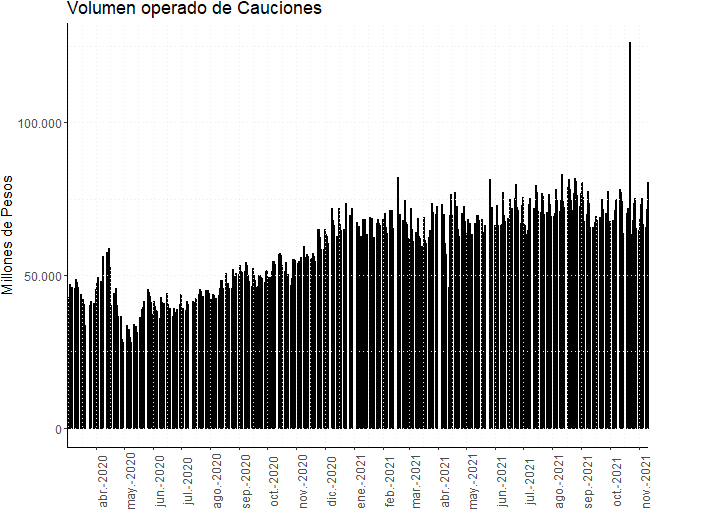 Volumen operado de Cauciones
Millones de Pesos
100.000
50.000
0
abr.-2020
may.-2020
jun.-2020
jul.-2020
ago.-2020
sep.-2020
oct.-2020
nov.-2020
dic.-2020
ene.-2021
feb.-2021
mar.-2021
abr.-2021
may.-2021
jun.-2021
jul.-2021
ago.-2021
sep.-2021
oct.-2021
nov.-2021